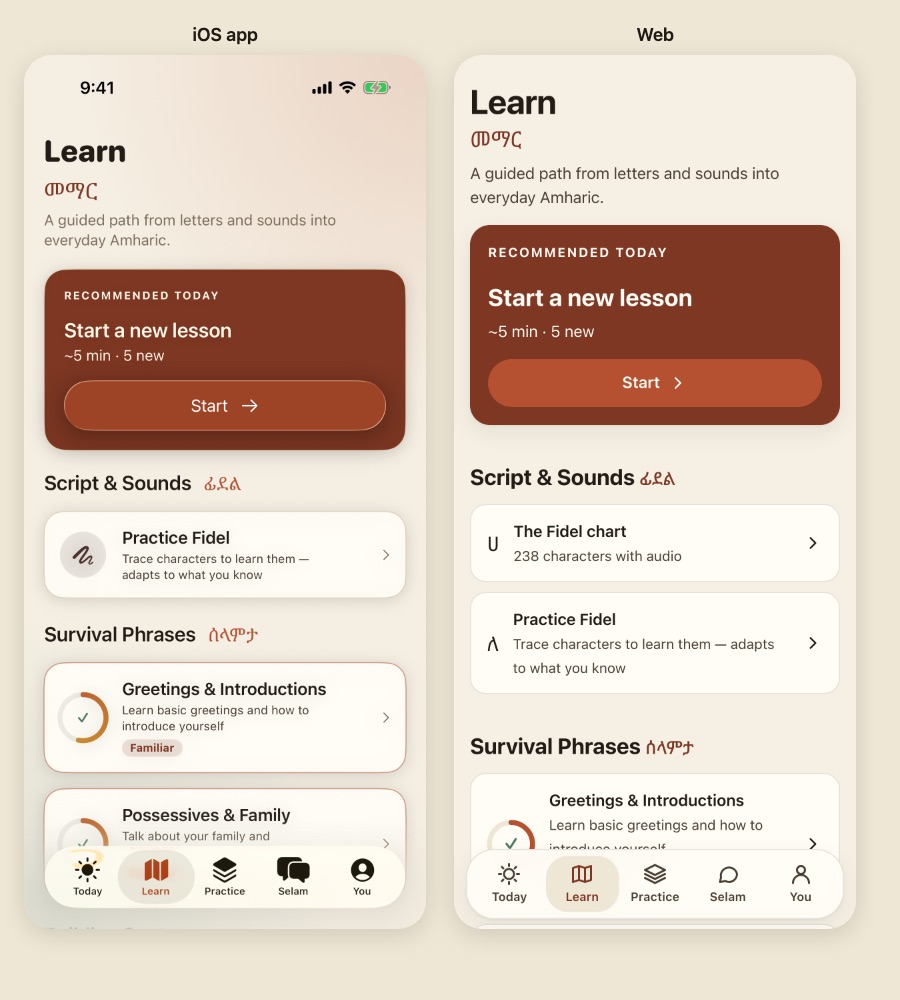 iOS app
9:41
Learn
መማር
A guided path from letters and sounds into
everyday Amharic.
RECOMMENDED TODAY
Start a new lesson
~5 min · 5 new
Start
Script & Sounds ፊደል
Practice Fidel
Trace characters to learn them —
adapts to what you know
Survival Phrases ሰላምታ
Greetings & Introductions
Learn basic greetings and how to
introduce yourself
Familiar
Possessives & Family
Talk about your family and
Today
Learn
Practice
Selam
You
Web
Learn
መማር
A guided path from letters and sounds into
everyday Amharic.
RECOMMENDED TODAY
Start a new lesson
~5 min · 5 new
Start
Script & Sounds ፊደል
ሀ
The Fidel chart
238 characters with audio
ለ
Practice Fidel
Trace characters to learn them — adapts
to what you know
Survival Phrases ሰላምታ
Greetings & Introductions
Learn basic greetings and how to
introduce yourself
Today
Learn
Practice
Selam
You